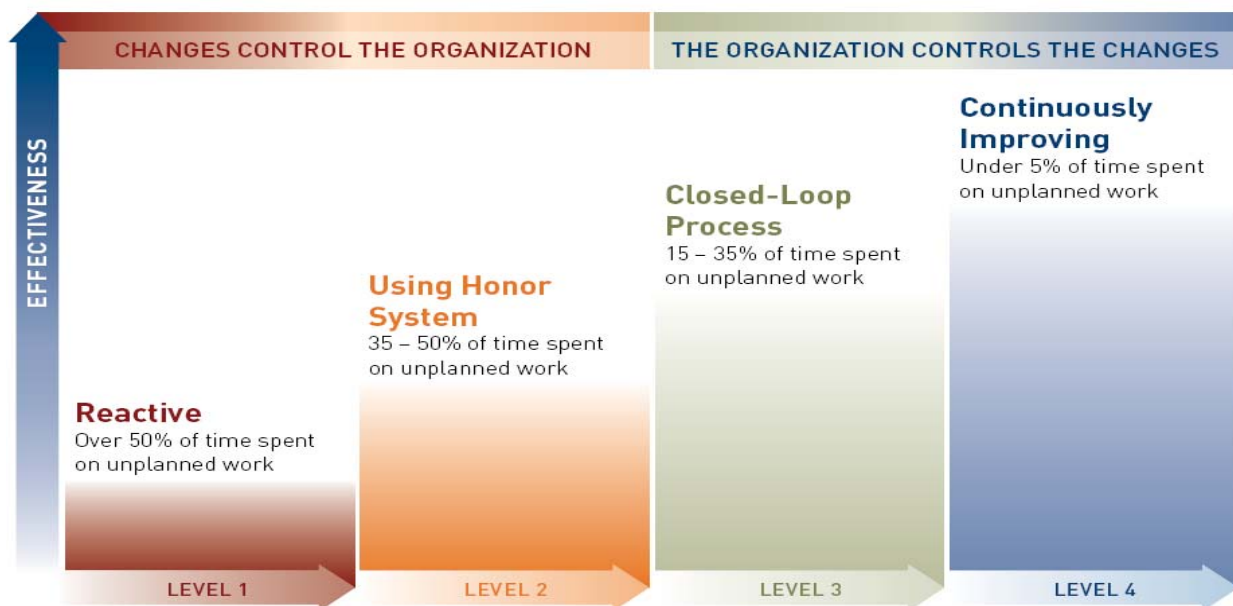 CHANGES CONTROL THE ORGANIZATION
THE ORGANIZATION CONTROLS THE CHANGES
EFFECTIVENESS
Reactive
Over 50% of time spent
on unplanned work
LEVEL 1
Using Honor
System
35 – 50% of time spent
on unplanned work
LEVEL 2
Closed-Loop
Process
15 – 35% of time spent
on unplanned work
LEVEL 3
Continuously
Improving
Under 5% of time spent
on unplanned work
LEVEL 4